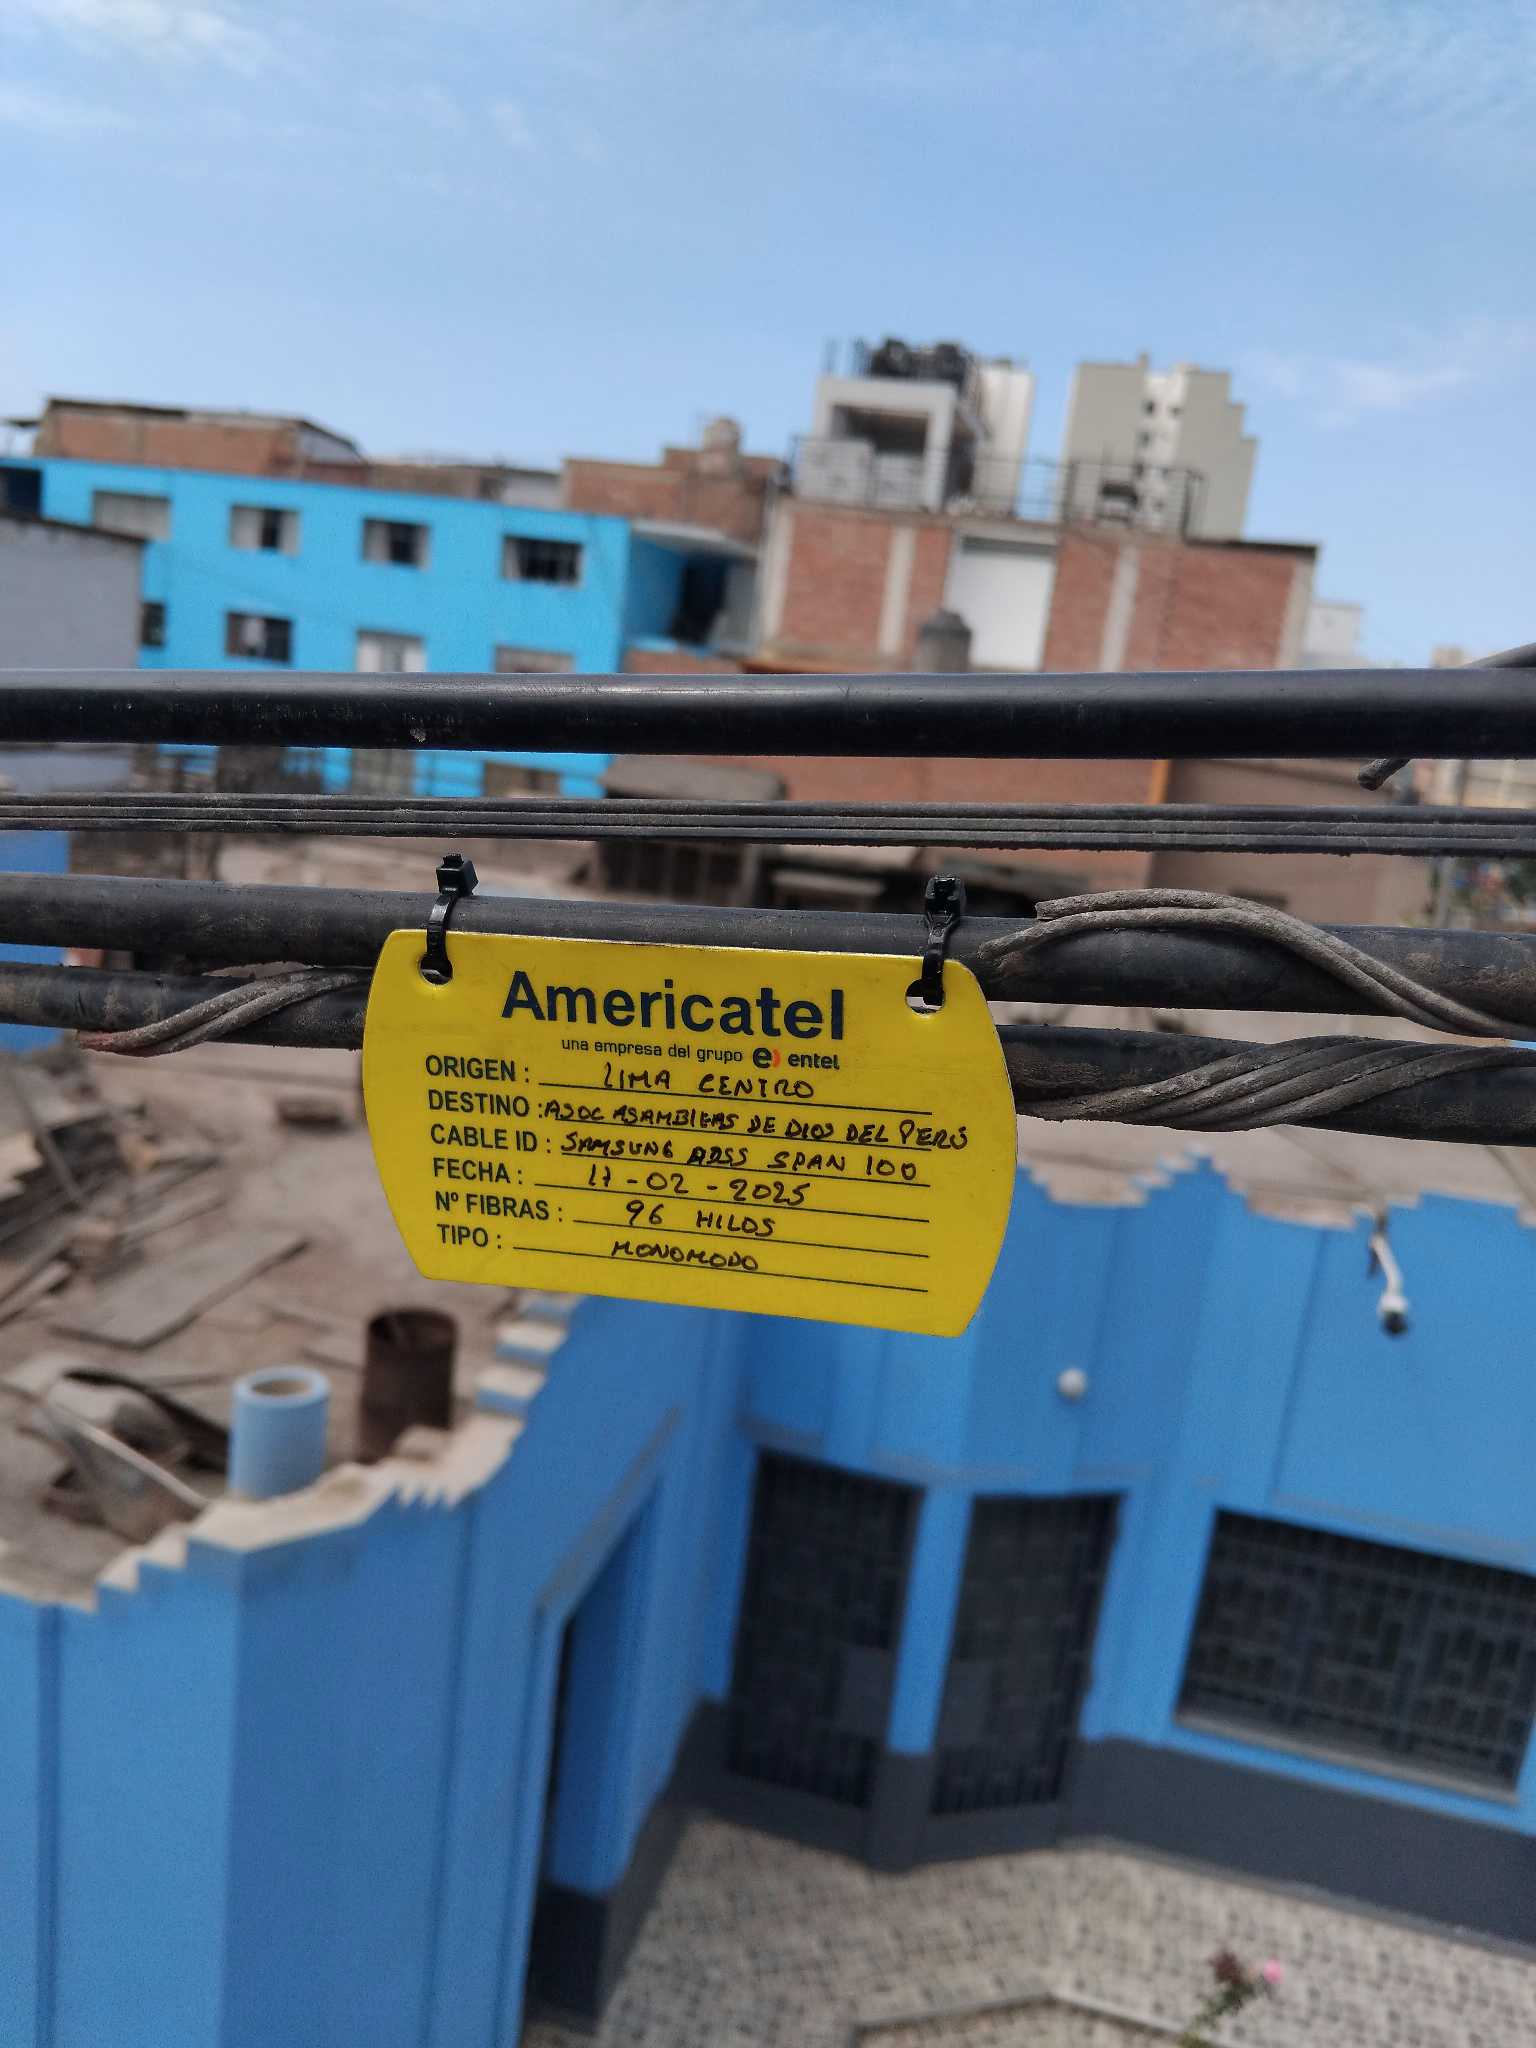 Americatel
una empresa del grupo e) entel
ORIGEN : LIMA CENTRO
DESTINO : ASOC ASAMBLEAS DE DIOS DEL PERÚ
CABLE ID : SAMSUNG ADSS SPAN 100
FECHA : 17-02-2025
Nº FIBRAS : 96 HILOS
TIPO : MONOMODO